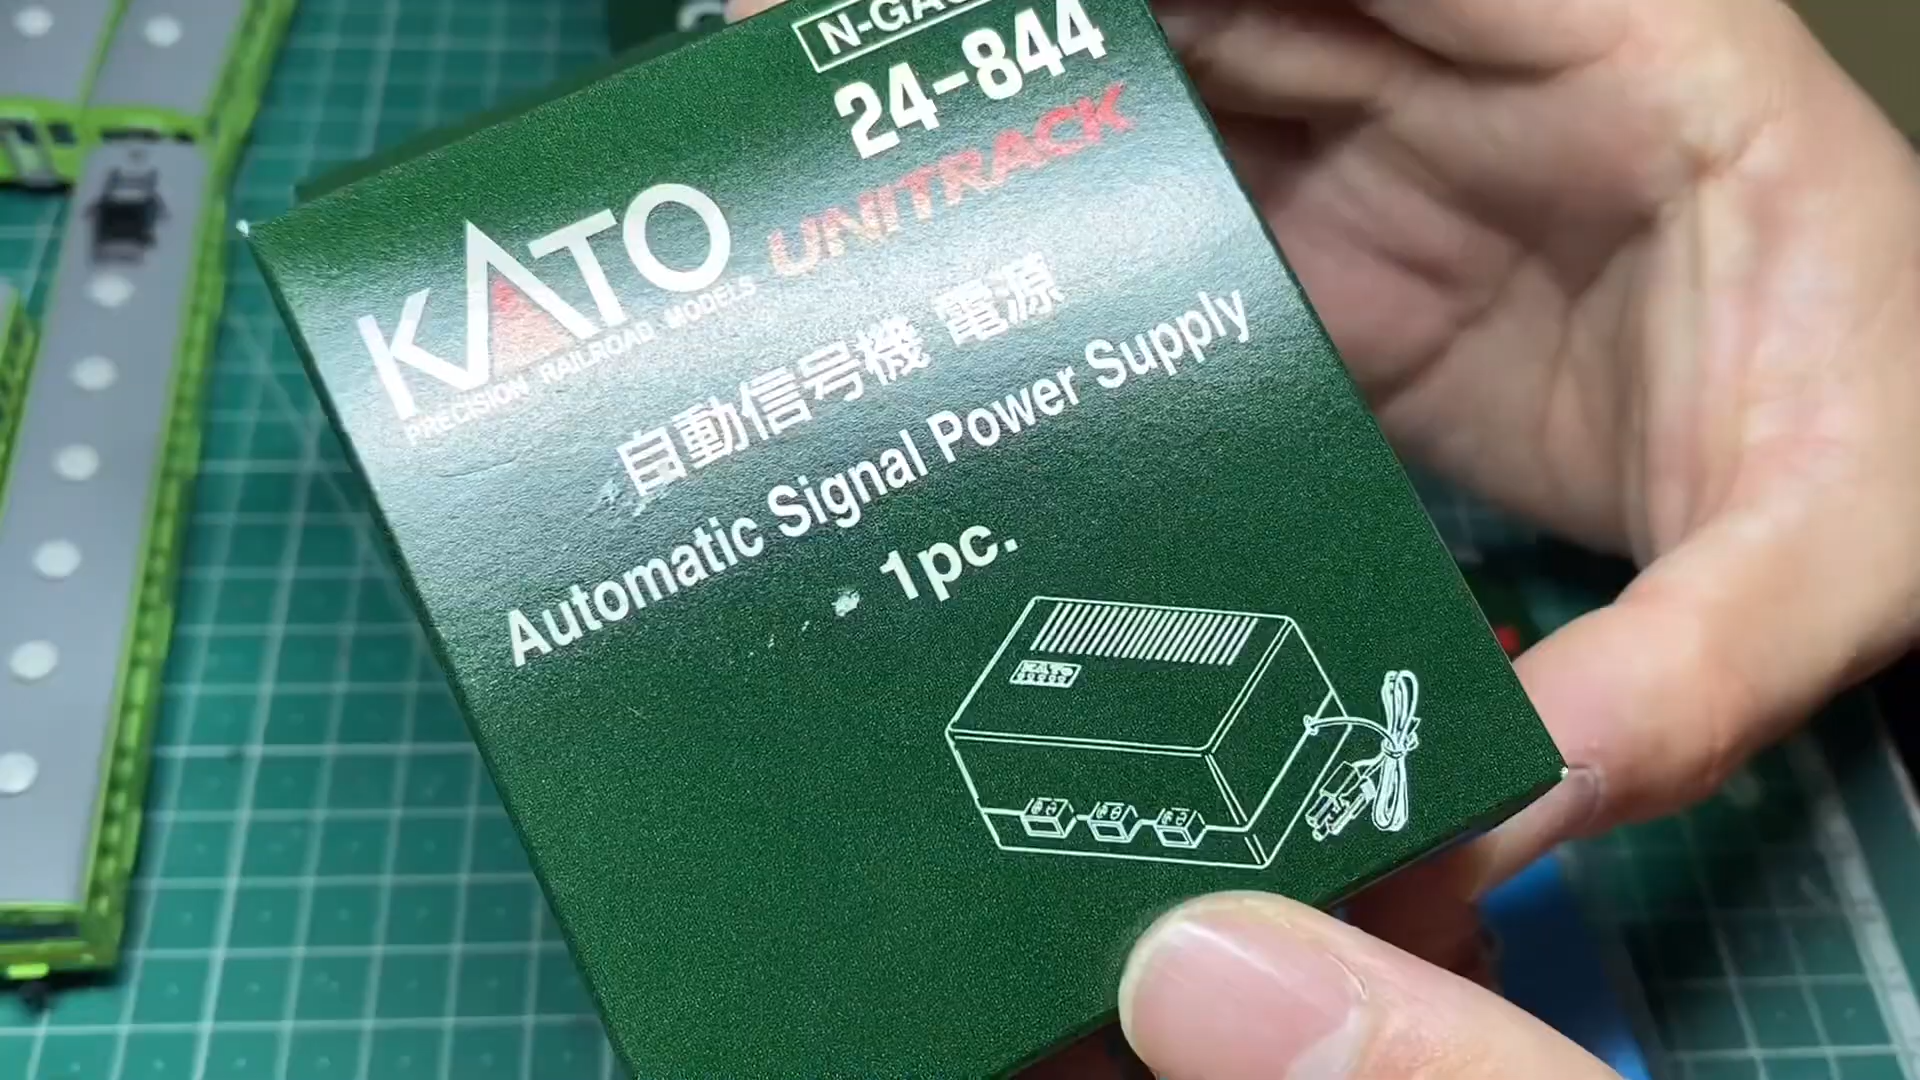 N-GA
24-844
KATO UNITRACK
PRECISION RAILROAD MODELS
自動信号機 電源
Automatic Signal Power Supply
1pc.
KATO